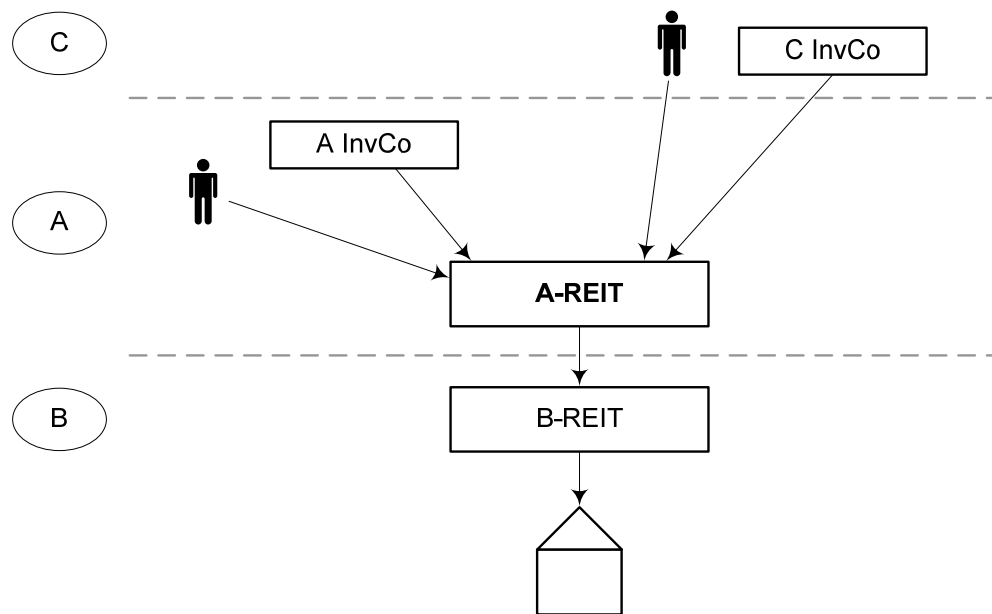 C
C InvCo
A InvCo
A
A-REIT
B
B-REIT